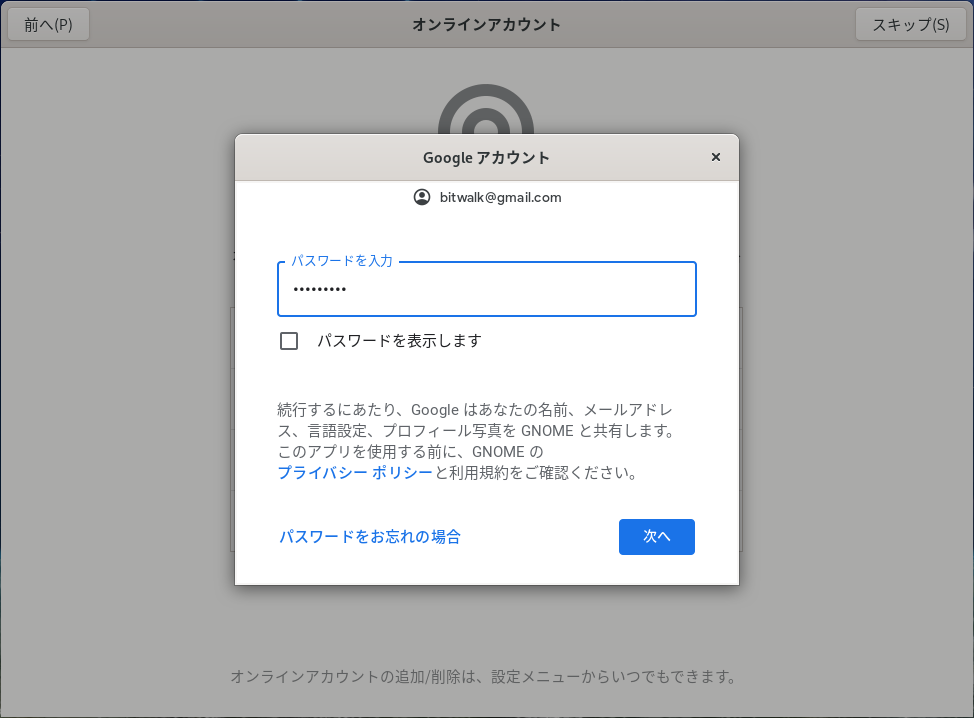 前へ(P)
オンラインアカウント
スキップ(S)
Google アカウント
×
bitwalk@gmail.com
パスワードを入力
•••••••••
パスワードを表示します
続行するにあたり、Google はあなたの名前、メールアドレ
ス、言語設定、プロフィール写真を GNOME と共有します。
このアプリを使用する前に、GNOME の
プライバシー ポリシーと利用規約をご確認ください。
パスワードをお忘れの場合
次へ
オンラインアカウントの追加/削除は、設定メニューからいつでもできます。